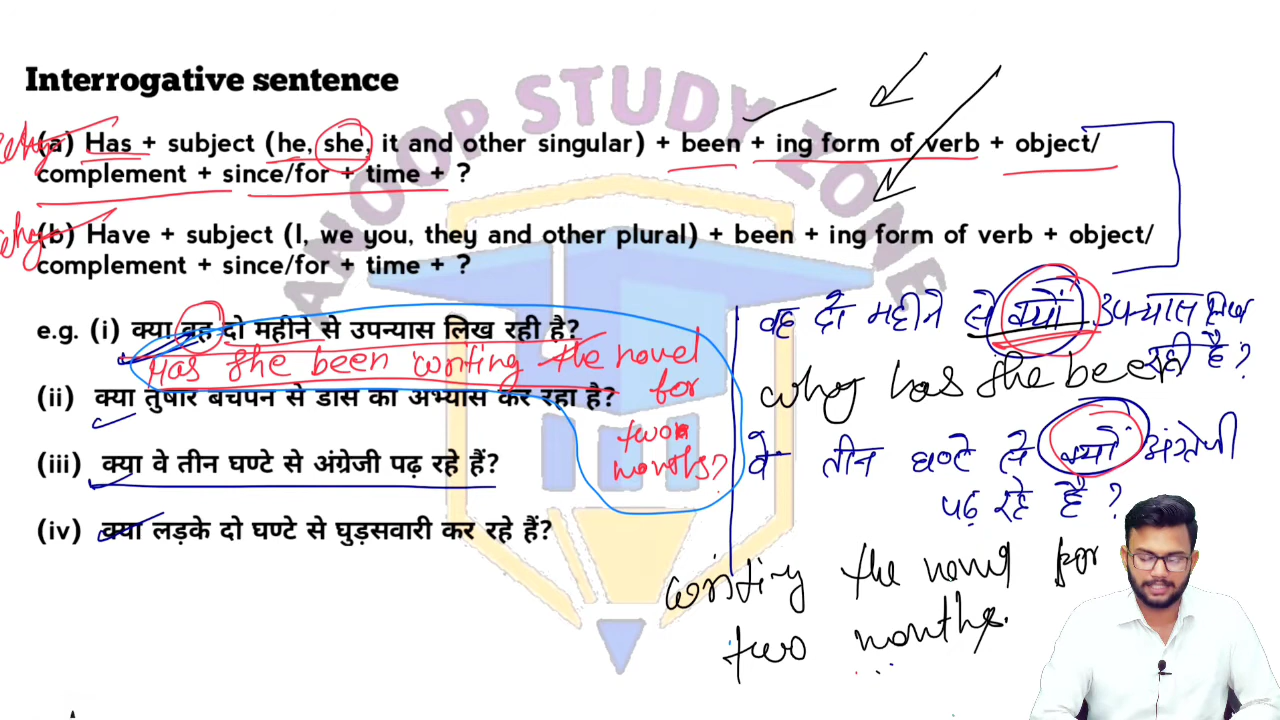 Interrogative sentence
ANOOP STUDY ZONE
(a) Has + subject (he, she, it and other singular) + been + ing form of verb + object/
complement + since/for + time + ?
why
(b) Have + subject (I, we you, they and other plural) + been + ing form of verb + object/
complement + since/for + time + ?
e.g. (i) क्या वह दो महीने से उपन्यास लिख रही है?
Has she been writing the novel
for
two
months?
(ii) क्या तुषार बचपन से डांस का अभ्यास कर रहा है?
(iii) क्या वे तीन घण्टे से अंग्रेजी पढ़ रहे हैं?
(iv) क्या लड़के दो घण्टे से घुड़सवारी कर रहे हैं?
वह दो महीने से क्यों उपन्यास लिख
रही है?
why has she been
वे तीन घण्टे से क्यों अंग्रेजी
पढ़ रहे हैं?
writing the novel for
two months.